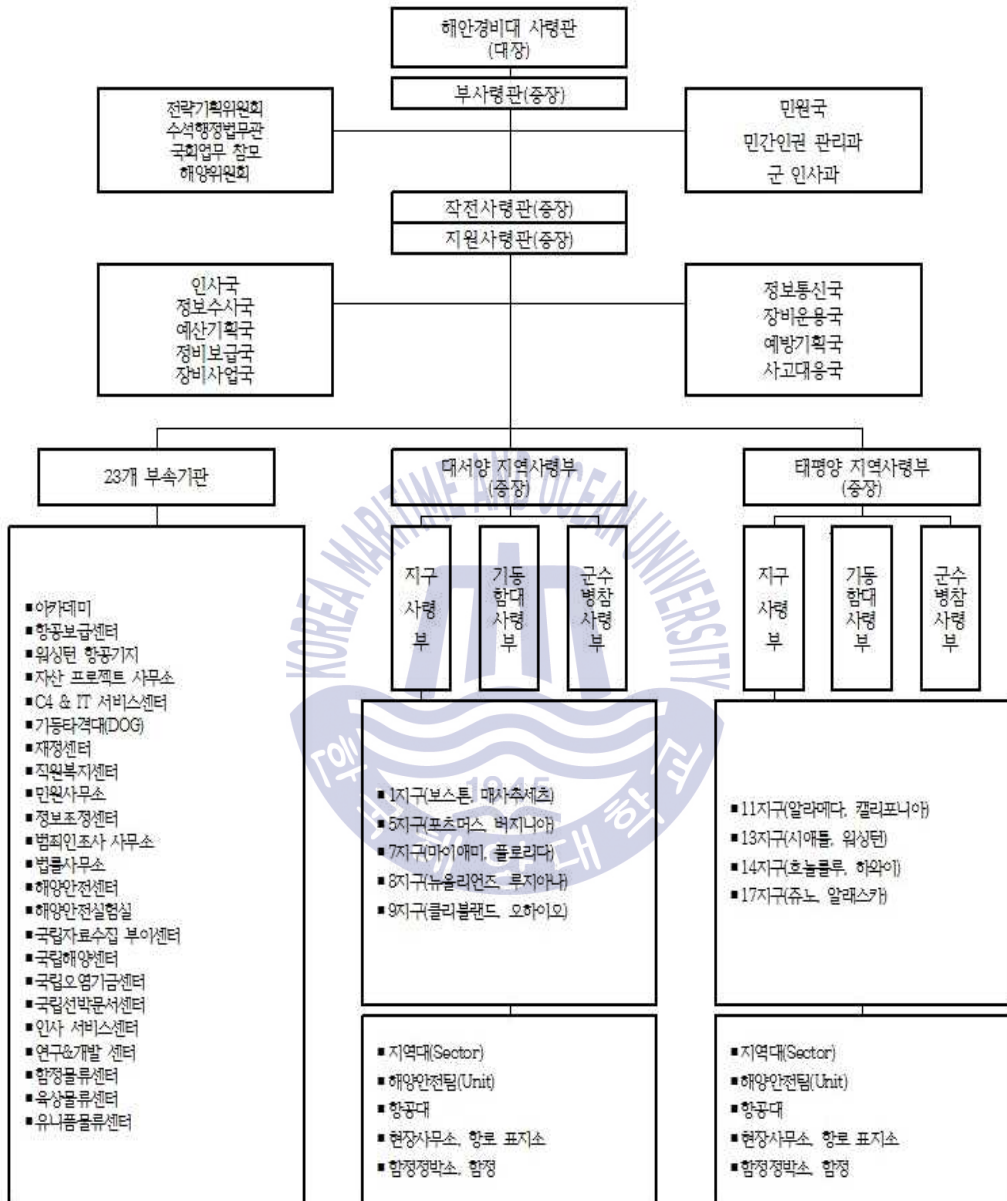 해안경비대 사령관
(대장)
부사령관(중장)
전략기획위원회
수석행정법무관
국회업무 참모
해양위원회
민원국
민간인권 관리과
군 인사과
작전사령관(중장)
지원사령관(중장)
인사국
정보수사국
예산기획국
정비보급국
장비사업국
정보통신국
장비운용국
예방기획국
사고대응국
23개 부속기관
대서양 지역사령부
(중장)
태평양 지역사령부
(중장)
■아카데미
■항공보급센터
■워싱턴 항공기지
■자산 프로젝트 사무소
■C4 & IT 서비스센터
■기동타격대(DOG)
■재정센터
■직원복지센터
■민원사무소
■정보조정센터
■범죄인조사 사무소
■법률사무소
■해양안전센터
■해양안전실험실
■국립자료수집 부이센터
■국립해양센터
■국립오염기금센터
■국립선박문서센터
■인사 서비스센터
■연구&개발 센터
■함정물류센터
■육상물류센터
■유니폼물류센터
지구
사령
부
기동
함대
사령
부
군수
병참
사령
부
지구
사령
부
기동
함대
사령
부
군수
병참
사령
부
■1지구(보스톤, 매사추세츠)
■5지구(포츠머스, 버지니아)
■7지구(마이애미, 플로리다)
■8지구(뉴올리언즈, 루지아나)
■9지구(클리블랜드, 오하이오)
■11지구(알라메다, 캘리포니아)
■13지구(시애틀, 워싱턴)
■14지구(호놀룰루, 하와이)
■17지구(쥬노, 알래스카)
■지역대(Sector)
■해양안전팀(Unit)
■항공대
■현장사무소, 항로 표지소
■함정정박소, 함정
■지역대(Sector)
■해양안전팀(Unit)
■항공대
■현장사무소, 항로 표지소
■함정정박소, 함정
KOREA MARITIME AND OCEAN UNIVERSITY
1945
한국해양대학교